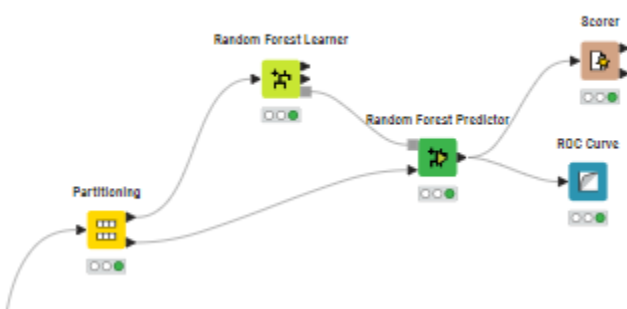 Scorer
Random Forest Learner
Random Forest Predictor
ROC Curve
Partitioning